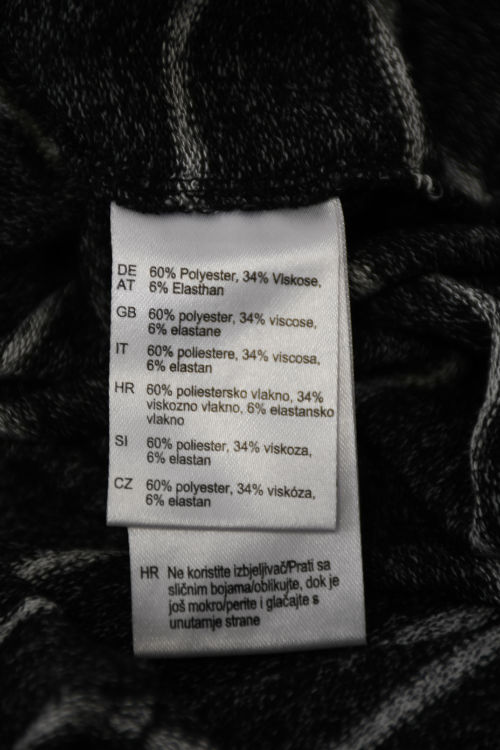 DE 60% Polyester, 34% Viskose,
AT 6% Elasthan
GB 60% polyester, 34% viscose,
6% elastane
IT 60% poliestere, 34% viscosa,
6% elastan
HR 60% poliestersko vlakno, 34%
viskozno vlakno, 6% elastansko
vlakno
SI 60% poliester, 34% viskoza,
6% elastan
CZ 60% polyester, 34% viskóza,
6% elastan
HR Ne koristite izbjeljivač/Prati sa
sličnim bojama/oblikujte, dok je
još mokro/perite i glačajte s
unutarnje strane